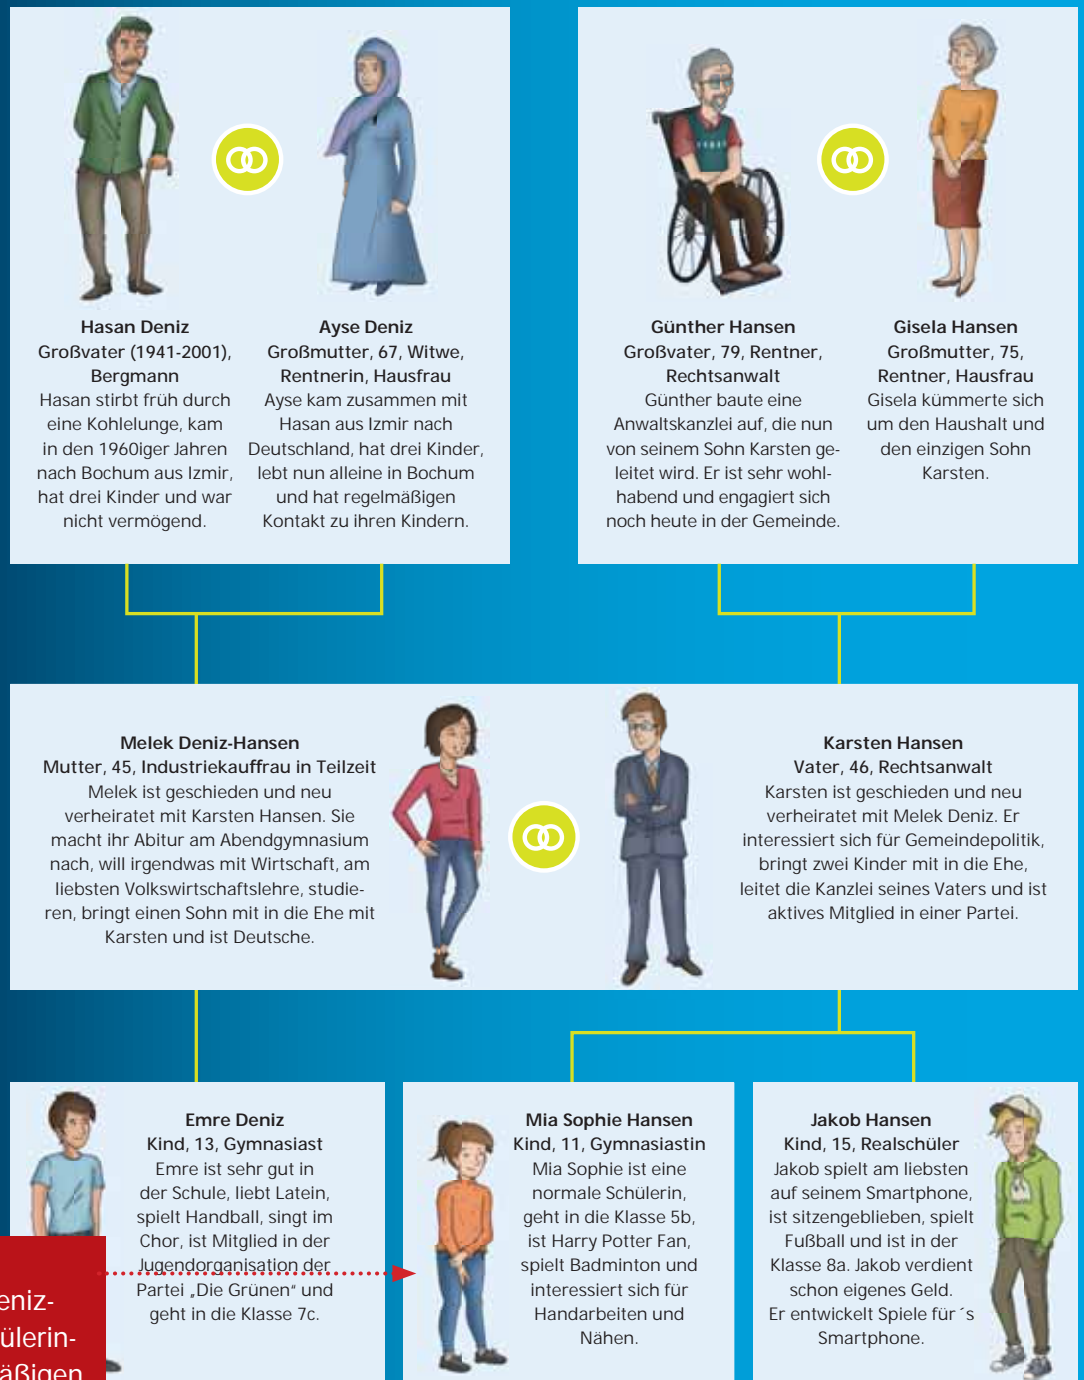 Hasan Deniz
Großvater (1941-2001),
Bergmann
Hasan stirbt früh durch
eine Kohlelunge, kam
in den 1960iger Jahren
nach Bochum aus Izmir,
hat drei Kinder und war
nicht vermögend.
Ayse Deniz
Großmutter, 67, Witwe,
Rentnerin, Hausfrau
Ayse kam zusammen mit
Hasan aus Izmir nach
Deutschland, hat drei Kinder,
lebt nun alleine in Bochum
und hat regelmäßigen
Kontakt zu ihren Kindern.
Günther Hansen
Großvater, 79, Rentner,
Rechtsanwalt
Günther baute eine
Anwaltskanzlei auf, die nun
von seinem Sohn Karsten ge-
leitet wird. Er ist sehr wohl-
habend und engagiert sich
noch heute in der Gemeinde.
Gisela Hansen
Großmutter, 75,
Rentner, Hausfrau
Gisela kümmerte sich
um den Haushalt und
den einzigen Sohn
Karsten.
Melek Deniz-Hansen
Mutter, 45, Industriekauffrau in Teilzeit
Melek ist geschieden und neu
verheiratet mit Karsten Hansen. Sie
macht ihr Abitur am Abendgymnasium
nach, will irgendwas mit Wirtschaft, am
liebsten Volkswirtschaftslehre, studie-
ren, bringt einen Sohn mit in die Ehe mit
Karsten und ist Deutsche.
Karsten Hansen
Vater, 46, Rechtsanwalt
Karsten ist geschieden und neu
verheiratet mit Melek Deniz. Er
interessiert sich für Gemeindepolitik,
bringt zwei Kinder mit in die Ehe,
leitet die Kanzlei seines Vaters und ist
aktives Mitglied in einer Partei.
Emre Deniz
Kind, 13, Gymnasiast
Emre ist sehr gut in
der Schule, liebt Latein,
spielt Handball, singt im
Chor, ist Mitglied in der
Jugendorganisation der
Partei „Die Grünen" und
geht in die Klasse 7c.
Mia Sophie Hansen
Kind, 11, Gymnasiastin
Mia Sophie ist eine
normale Schülerin,
geht in die Klasse 5b,
ist Harry Potter Fan,
spielt Badminton und
interessiert sich für
Handarbeiten und
Nähen.
Jakob Hansen
Kind, 15, Realschüler
Jakob spielt am liebsten
auf seinem Smartphone,
ist sitzengeblieben, spielt
Fußball und ist in der
Klasse 8a. Jakob verdient
schon eigenes Geld.
Er entwickelt Spiele für ´s
Smartphone.
eniz-
ülerin-
äßigen